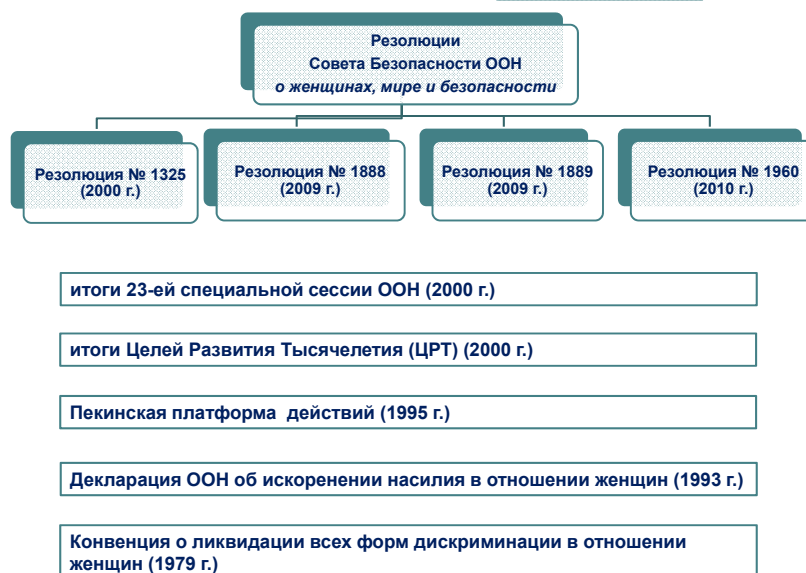 Резолюции
Совета Безопасности ООН
о женщинах, мире и безопасности
Резолюция № 1325
(2000 г.)
Резолюция № 1888
(2009 г.)
Резолюция № 1889
(2009 г.)
Резолюция № 1960
(2010 г.)
итоги 23-ей специальной сессии ООН (2000 г.)
итоги Целей Развития Тысячелетия (ЦРТ) (2000 г.)
Пекинская платформа действий (1995 г.)
Декларация ООН об искоренении насилия в отношении женщин (1993 г.)
Конвенция о ликвидации всех форм дискриминации в отношении
женщин (1979 г.)